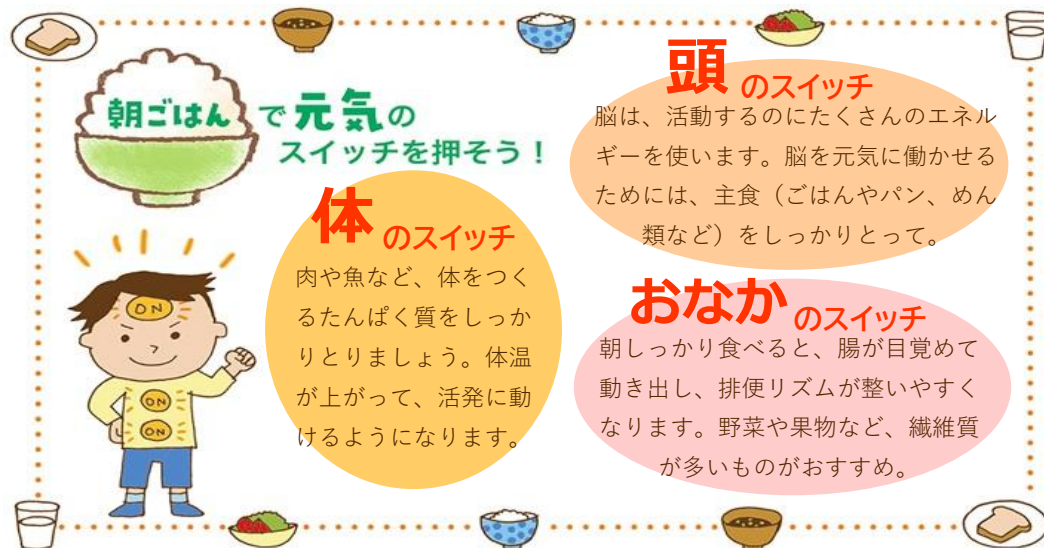 朝ごはんで元気の
スイッチを押そう！
ON
ON
ON
体のスイッチ
肉や魚など、体をつく
るたんぱく質をしっか
りとりましょう。体温
が上がって、活発に動
けるようになります。
頭のスイッチ
脳は、活動するのにたくさんのエネル
ギーを使います。脳を元気に働かせる
ためには、主食（ごはんやパン、めん
類など）をしっかりとって。
おなかのスイッチ
朝しっかり食べると、腸が目覚めて
動き出し、排便リズムが整いやすく
なります。野菜や果物など、繊維質
が多いものがおすすめ。